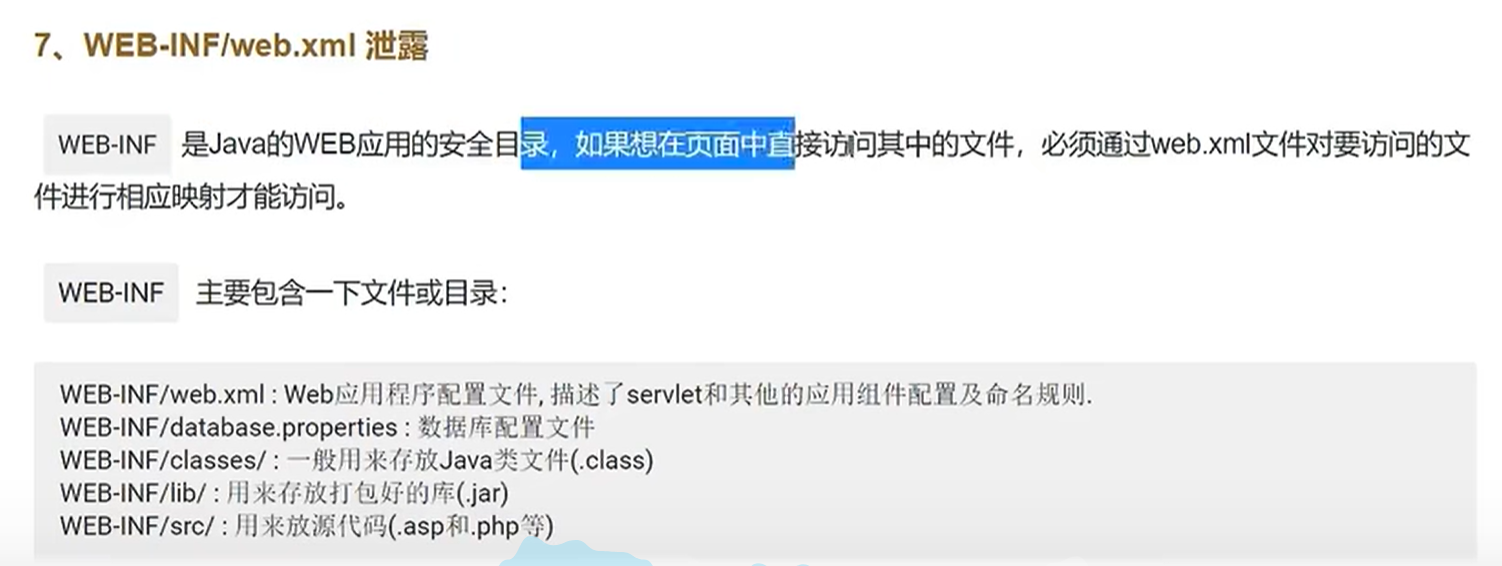 7、WEB-INF/web.xml 泄露
WEB-INF 是Java的WEB应用的安全目录，如果想在页面中直接访问其中的文件，必须通过web.xml文件对要访问的文
件进行相应映射才能访问。
WEB-INF 主要包含一下文件或目录：
WEB-INF/web.xml : Web应用程序配置文件, 描述了servlet和其他的应用组件配置及命名规则.
WEB-INF/database.properties : 数据库配置文件
WEB-INF/classes/ : 一般用来存放Java类文件(.class)
WEB-INF/lib/ : 用来存放打包好的库(.jar)
WEB-INF/src/ : 用来放源代码(.asp和.php等)